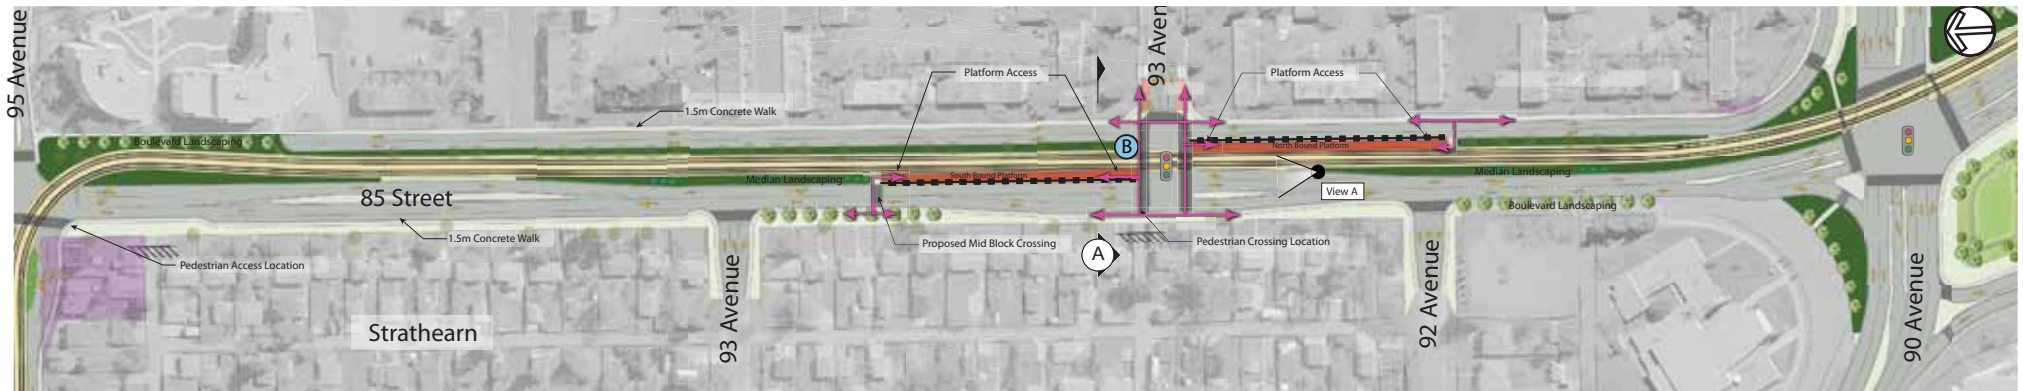 95 Avenue
93 Avenue
Platform Access
Platform Access
1.5m Concrete Walk
Boulevard Landscaping
B
North Bound Platform
Median Landscaping
South Bound Platform
Median Landscaping
View A
85 Street
Boulevard Landscaping
1.5m Concrete Walk
Proposed Mid Block Crossing
Pedestrian Crossing Location
A
Pedestrian Access Location
93 Avenue
92 Avenue
90 Avenue
Strathearn